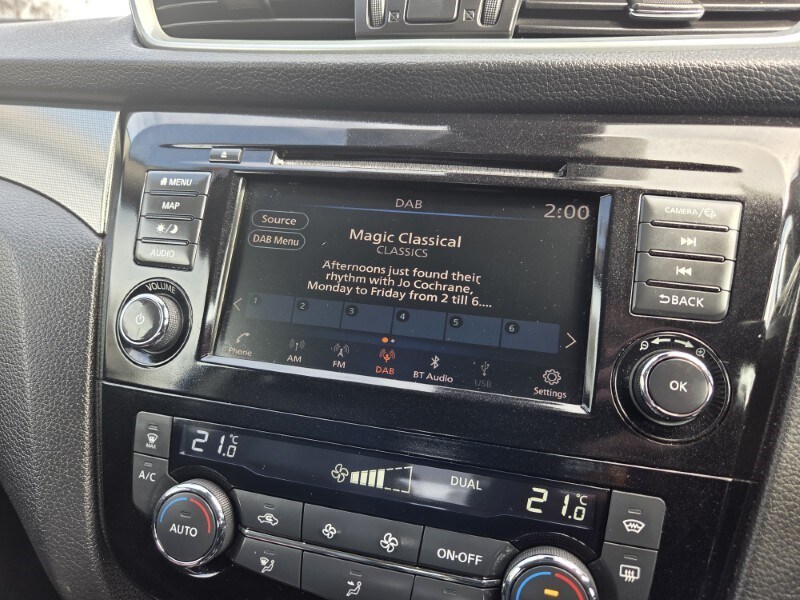 MENU
MAP
AUDIO
VOLUME
DAB
2:00
Source
DAB Menu
Magic Classical
CLASSICS
Afternoons just found their
rhythm with Jo Cochrane,
Monday to Friday from 2 till 6....
1 2 3 4 5 6
Phone
AM
FM
DAB
BT Audio
USB
Settings
CAMERA/
BACK
OK
21.0°C
DUAL
21.0°C
MAX
A/C
AUTO
ON·OFF